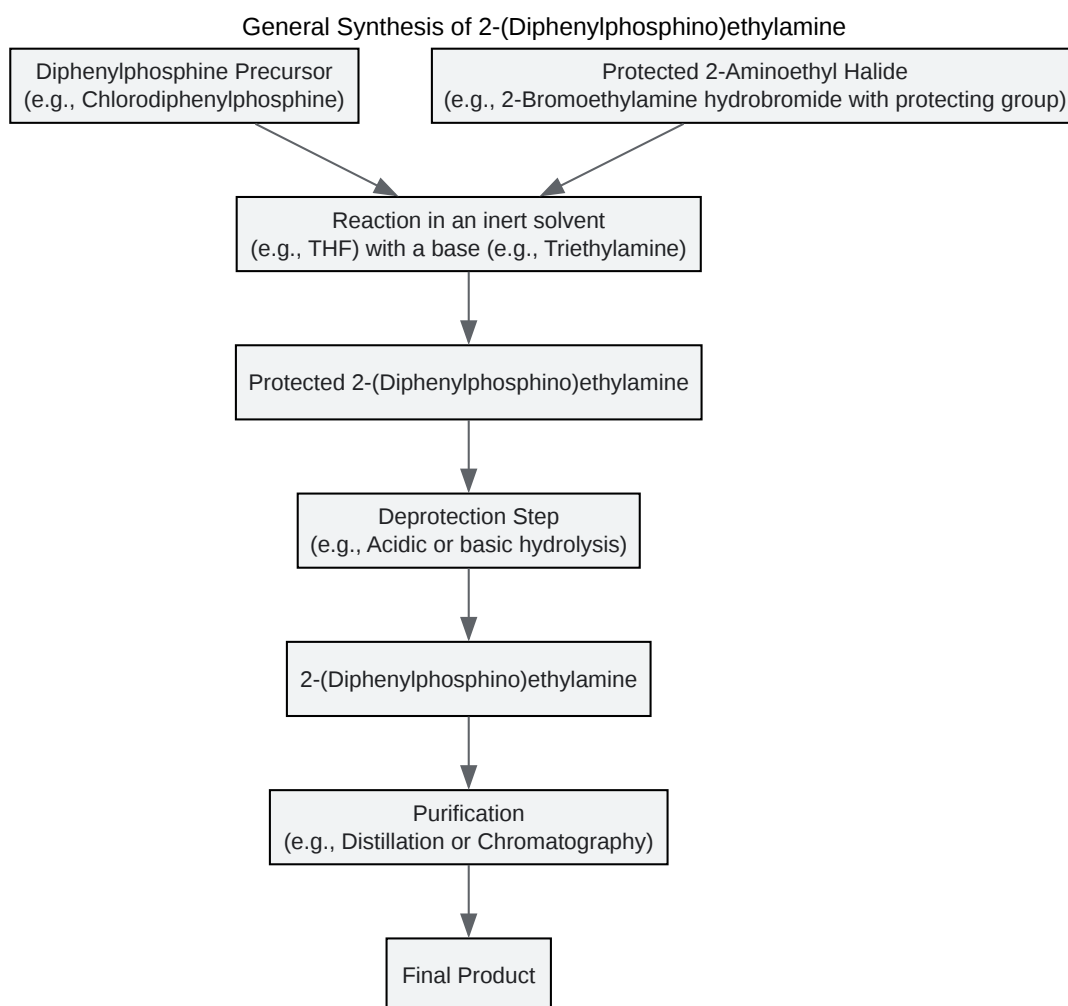 General Synthesis of 2-(Diphenylphosphino)ethylamine
Diphenylphosphine Precursor
(e.g., Chlorodiphenylphosphine)
Protected 2-Aminoethyl Halide
(e.g., 2-Bromoethylamine hydrobromide with protecting group)
Reaction in an inert solvent
(e.g., THF) with a base (e.g., Triethylamine)
Protected 2-(Diphenylphosphino)ethylamine
Deprotection Step
(e.g., Acidic or basic hydrolysis)
2-(Diphenylphosphino)ethylamine
Purification
(e.g., Distillation or Chromatography)
Final Product